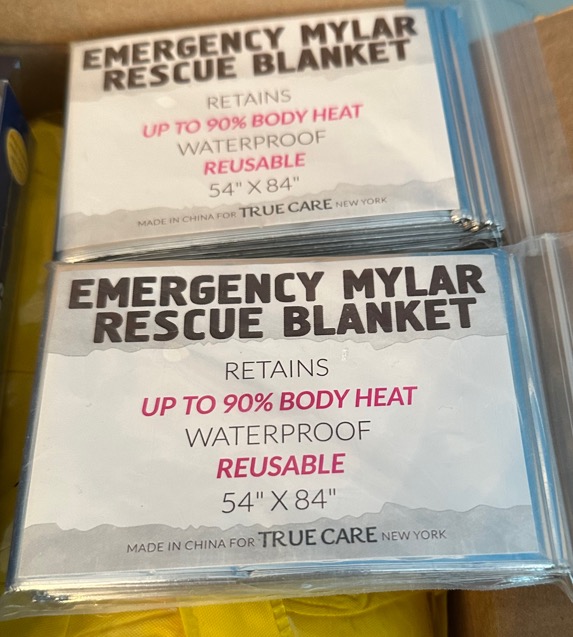 EMERGENCY MYLAR
RESCUE BLANKET
RETAINS
UP TO 90% BODY HEAT
WATERPROOF
REUSABLE
54" X 84"
MADE IN CHINA FOR TRUE CARE NEW YORK
EMERGENCY MYLAR
RESCUE BLANKET
RETAINS
UP TO 90% BODY HEAT
WATERPROOF
REUSABLE
54" X 84"
MADE IN CHINA FOR TRUE CARE NEW YORK